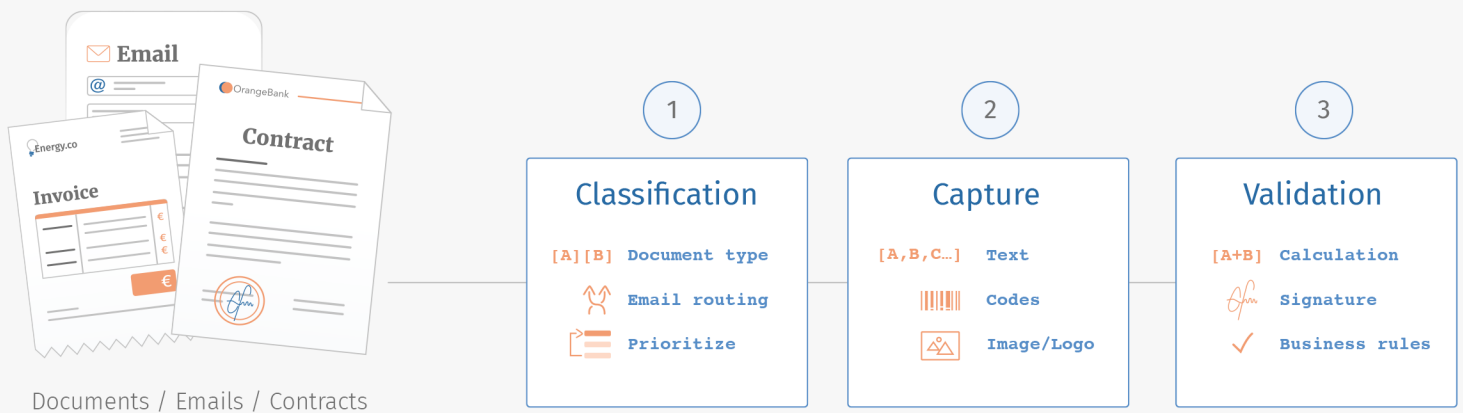 Email
@
OrangeBank
Contract
Energy.co
Invoice
€
€
€
€
Documents / Emails / Contracts
1
Classification
[A][B] Document type
Email routing
Prioritize
2
Capture
[A,B,C…] Text
Codes
Image/Logo
3
Validation
[A+B] Calculation
Signature
Business rules